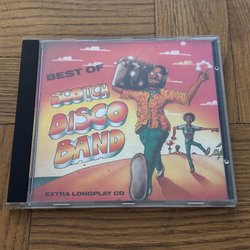 BEST OF
SCOTCH
DISCO
BAND
EXTRA LONGPLAY CD